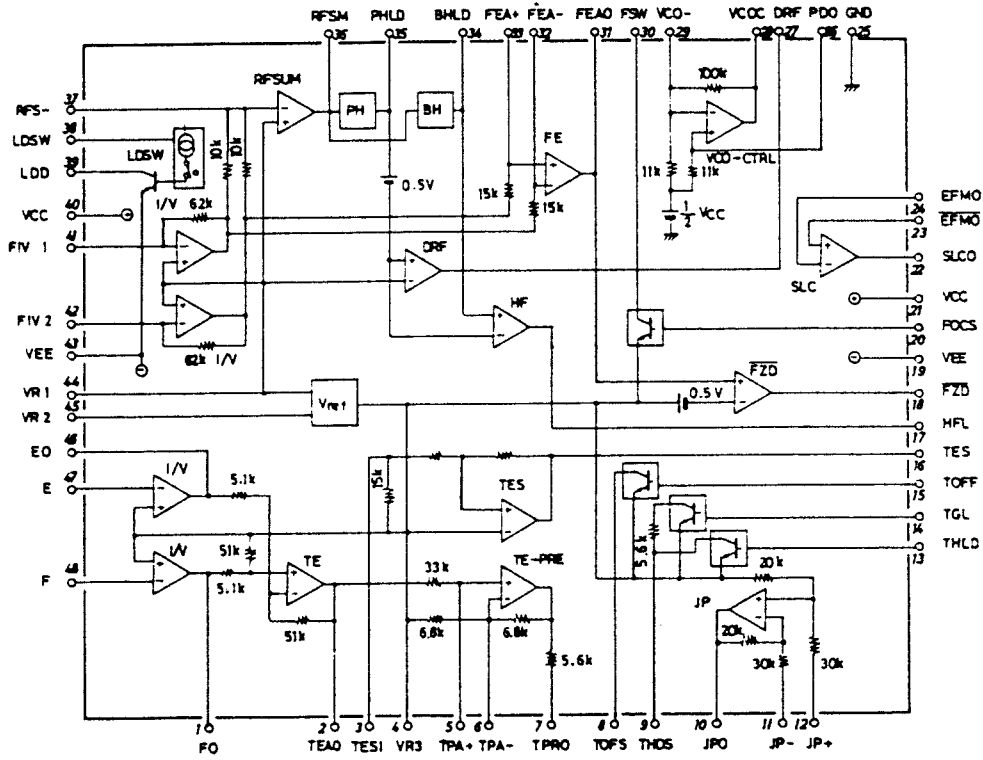 RFSM PHLD BHLD FEA+ FEA- FEAO FSW VCO- VCOC DRF PDO GND
36 35 34 33 32 31 30 29 28 27 26 25
RFSUM
100k
RFS- 37
PH
BH
FE
VCO-CTRL
LDSW 38
LDSW
10k 10k
LDD 39
0.5V
15k
15k
11k 11k
EFMO
24
I/V 62k
1/2 VCC
EFMO
23
VCC 40
FIV 1 41
DRF
SLC
SLCO
22
VCC
21
HF
FIV 2 42
FOCS
20
62k I/V
VEE 43
VEE
19
FZD
VR1 44
Vref
0.5V
FZD
18
VR2 45
HFL
17
EO 46
TES
16
I/V
5.1k
15k
TES
E 47
TOFF
15
TGL
14
5.6k
I/V
51k
TE
TE-PRE
THLD
13
F 48
5.1k
33k
20k
JP
51k
6.8k
6.8k
20k
5.6k
30k
30k
1 2 3 4 5 6 7 8 9 10 11 12
FO TEAO TESI VR3 TPA+ TPA- TPRO TOFS THDS JPO JP- JP+